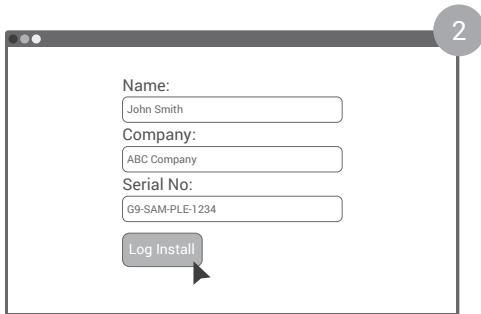 2
Name:
John Smith
Company:
ABC Company
Serial No:
G9-SAM-PLE-1234
Log Install